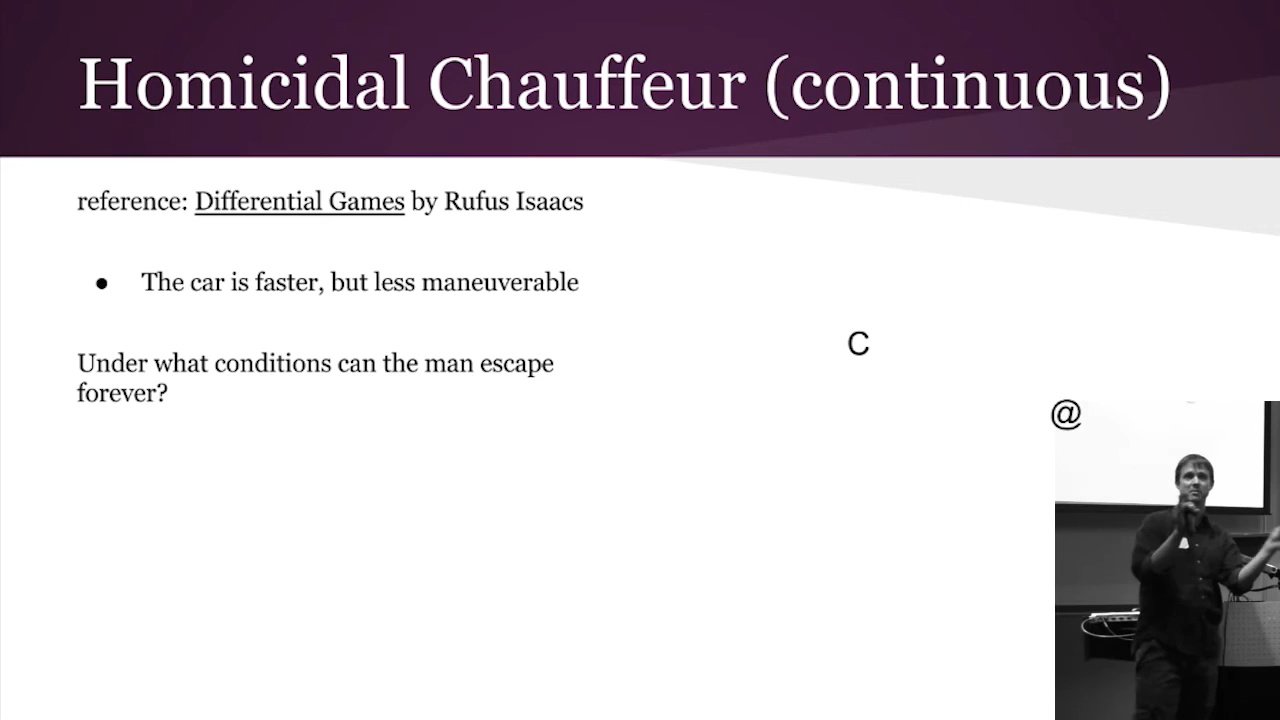 Homicidal Chauffeur (continuous)
reference: Differential Games by Rufus Isaacs
● The car is faster, but less maneuverable
Under what conditions can the man escape
forever?
C
@